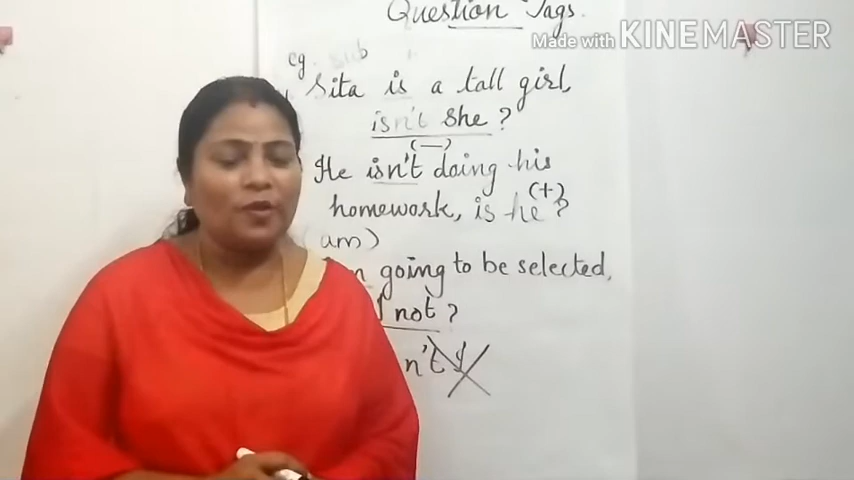 Question Tags.
Made with KINEMASTER
eg. sub
Sita is a tall girl,
isn't she?
(—)
He isn't doing his
(+)
homework, is he?
(am)
going to be selected,
I not?
n't I